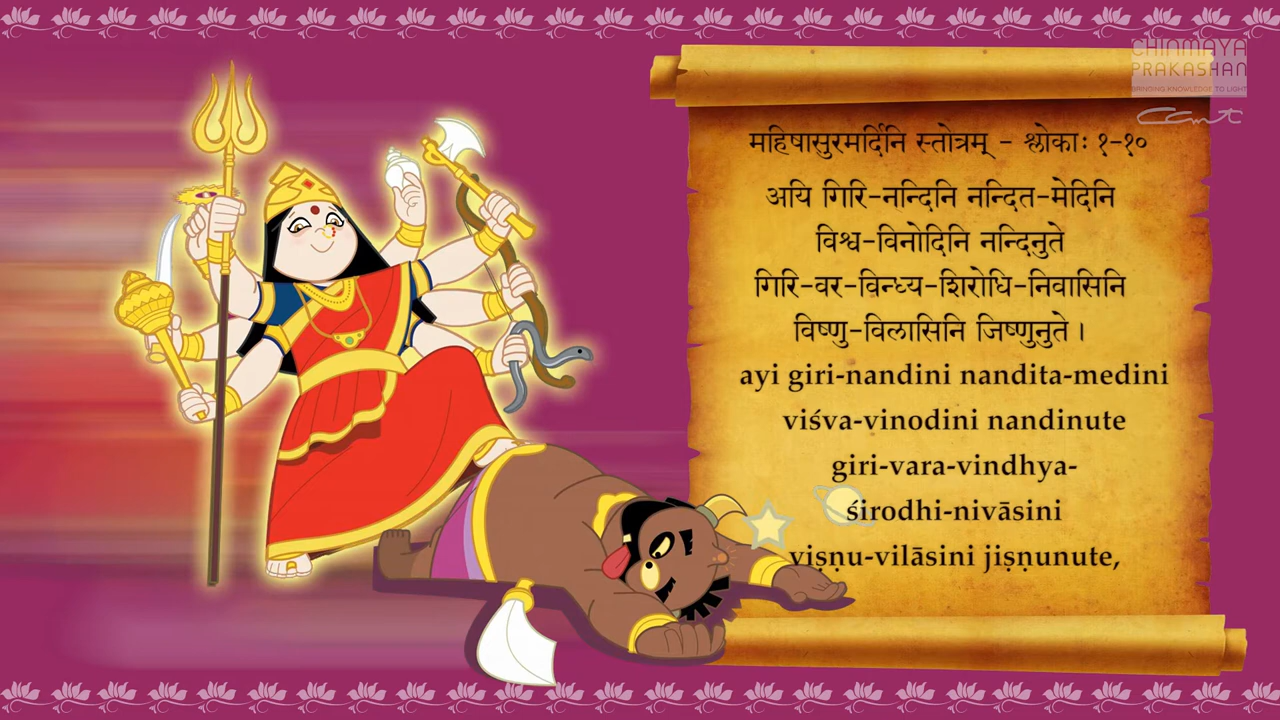 CHINMAYA
PRAKASHAN
BRINGING KNOWLEDGE TO LIGHT
महिषासुरमर्दिनि स्तोत्रम् - श्लोकाः १-१०
अयि गिरि-नन्दिनि नन्दित-मेदिनि
विश्व-विनोदिनि नन्दिनुते
गिरि-वर-विन्ध्य-शिरोधि-निवासिनि
विष्णु-विलासिनि जिष्णुनुते ।
ayi giri-nandini nandita-medini
viśva-vinodini nandinute
giri-vara-vindhya-
śirodhi-nivāsini
viṣṇu-vilāsini jiṣṇunute,